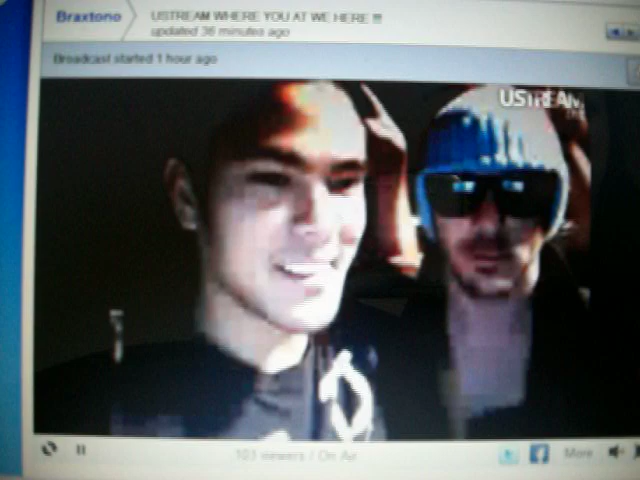 Braxtono
USTREAM WHERE YOU AT WE HERE !!!
updated 36 minutes ago
Broadcast started 1 hour ago
USTREAM
103 viewers / On Air
More